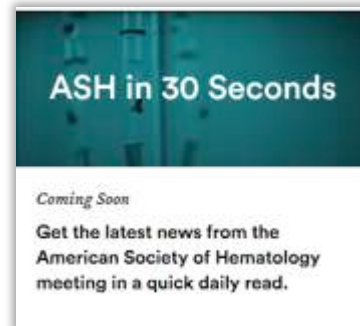 ASH in 30 Seconds
Coming Soon
Get the latest news from the
American Society of Hematology
meeting in a quick daily read.